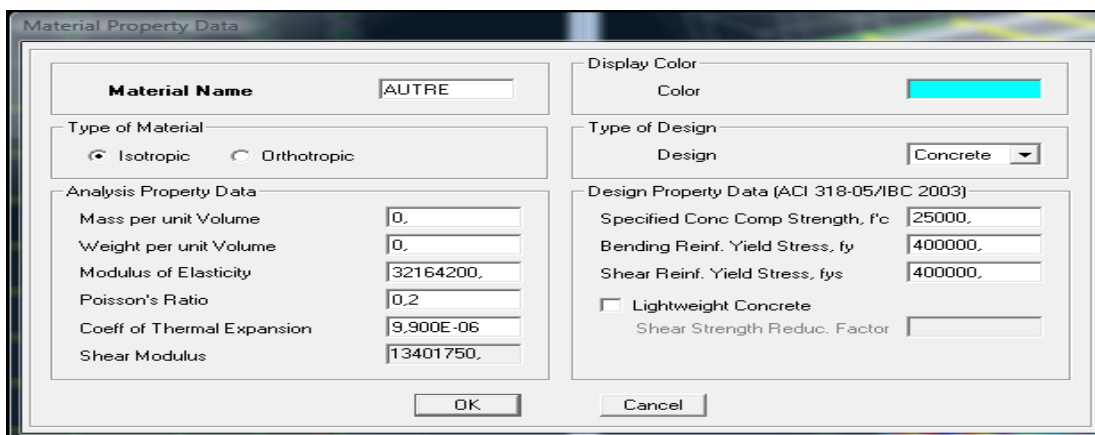 Material Property Data
Material Name AUTRE
Display Color
Color
Type of Material
Isotropic Orthotropic
Type of Design
Design Concrete
Analysis Property Data
Mass per unit Volume 0,
Weight per unit Volume 0,
Modulus of Elasticity 32164200,
Poisson's Ratio 0,2
Coeff of Thermal Expansion 9,900E-06
Shear Modulus 13401750,
Design Property Data (ACI 318-05/IBC 2003)
Specified Conc Comp Strength, f'c 25000,
Bending Reinf. Yield Stress, fy 400000,
Shear Reinf. Yield Stress, fys 400000,
Lightweight Concrete
Shear Strength Reduc. Factor
OK Cancel